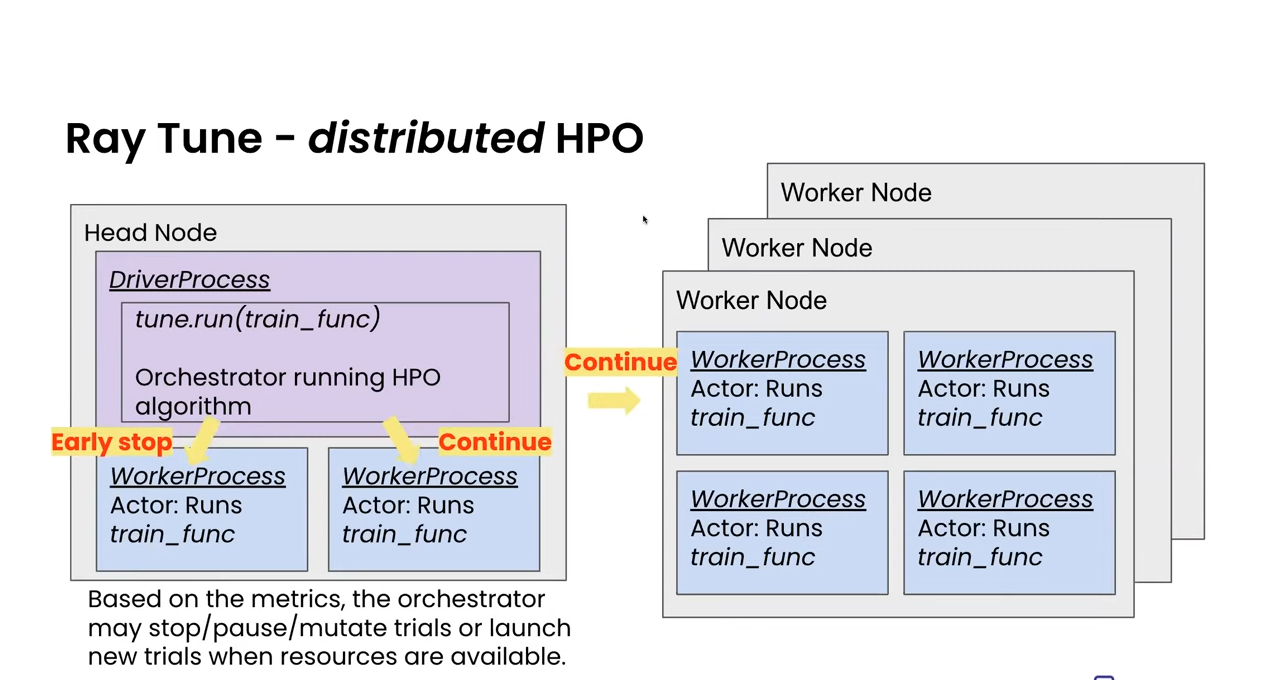 Ray Tune - distributed HPO
Head Node
DriverProcess
tune.run(train_func)
Orchestrator running HPO
algorithm
Early stop
Continue
WorkerProcess
Actor: Runs
train_func
WorkerProcess
Actor: Runs
train_func
Based on the metrics, the orchestrator
may stop/pause/mutate trials or launch
new trials when resources are available.
Continue
Worker Node
Worker Node
Worker Node
WorkerProcess
Actor: Runs
train_func
WorkerProcess
Actor: Runs
train_func
WorkerProcess
Actor: Runs
train_func
WorkerProcess
Actor: Runs
train_func